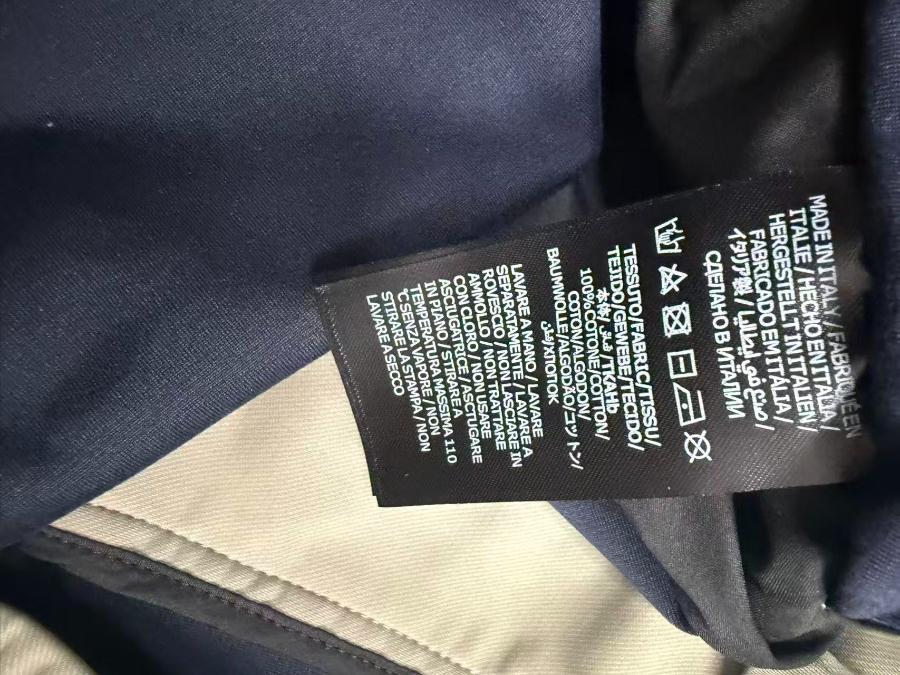 MADE IN ITALY / FABRIQUÉ EN
ITALIE / HECHO EN ITALIA /
HERGESTELLT IN ITALIEN /
FABRICADO EM ITÁLIA /
イタリア製 / صنع في إيطاليا /
СДЕЛАНО В ИТАЛИИ
TESSUTO/FABRIC/TISSU/
TEJIDO/GEWEBE/TECIDO/
本体/قماش/ТКАНЬ
100%COTONE/COTTON/
COTON/ALGODON/
BAUMWOLLE/ALGODÃO/コットン/
قطن/ХЛОПОК
LAVARE A MANO / LAVARE
SEPARATAMENTE / LAVARE A
ROVESCIO / NON LASCIARE IN
AMMOLLO / NON TRATTARE
CON CLORO / NON USARE
ASCIUGATRICE / ASCIUGARE
IN PIANO / STIRARE A
TEMPERATURA MASSIMA 110
°C SENZA VAPORE / NON
STIRARE LA STAMPA / NON
LAVARE A SECCO